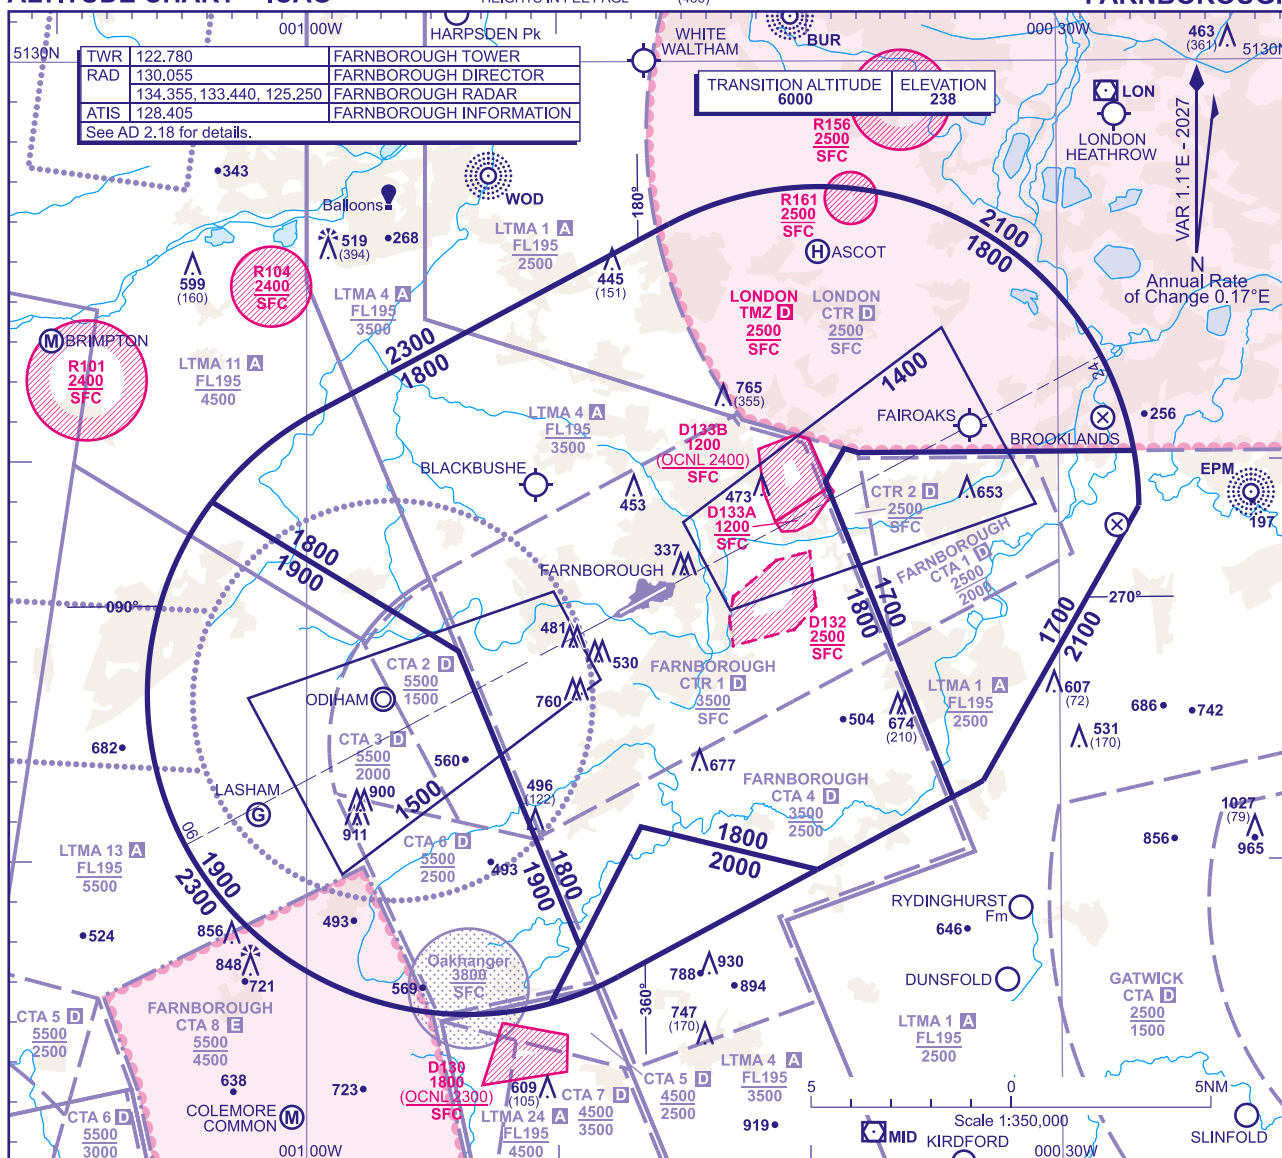 001 00W
HARPSDEN Pk
WHITE
WALTHAM
BUR
000 30W
463
(361)
5130N
5130N
TWR 122.780 FARNBOROUGH TOWER
RAD 130.055 FARNBOROUGH DIRECTOR
134.355, 133.440, 125.250 FARNBOROUGH RADAR
ATIS 128.405 FARNBOROUGH INFORMATION
See AD 2.18 for details.
TRANSITION ALTITUDE
6000
ELEVATION
238
LON
LONDON
HEATHROW
VAR 1.1°E - 2027
N
Annual Rate
of Change 0.17°E
R156
2500
SFC
343
WOD
Balloons
268
519
(394)
LTMA 1 A
FL195
2500
180°
R161
2500
SFC
H ASCOT
2100
1800
599
(160)
R104
2400
SFC
LTMA 4 A
FL195
3500
445
(151)
LONDON
TMZ D
2500
SFC
LONDON
CTR D
2500
SFC
M BRIMPTON
R101
2400
SFC
LTMA 11 A
FL195
4500
2300
1800
1400
24
765
(355)
LTMA 4 A
FL195
3500
D133B
1200
(OCNL 2400)
SFC
FAIROAKS
BROOKLANDS
256
BLACKBUSHE
453
473
D133A
1200
SFC
CTR 2 D
2500
SFC
653
EPM
197
1800
1900
337
FARNBOROUGH
FARNBOROUGH
CTA 1 D
2500
2000
090°
270°
481
530
760
1700
1800
D132
2500
SFC
1700
2100
CTA 2 D
5500
1500
ODIHAM
FARNBOROUGH
CTR 1 D
3500
SFC
LTMA 1 A
FL195
2500
607
(72)
686
742
504
674
(210)
531
(170)
682
CTA 3 D
5500
2000
560
677
LASHAM
G
900
911
1500
496
(122)
FARNBOROUGH
CTA 4 D
3500
2500
1027
(79)
965
06
CTA 6 D
5500
2500
1800
2000
856
LTMA 13 A
FL195
5500
1900
2300
493
1800
1900
RYDINGHURST
Fm
524
856
848
721
493
646
Oakhanger
3800
SFC
569
930
788
894
DUNSFOLD
GATWICK
CTA D
2500
1500
360°
747
(170)
CTA 5 D
5500
2500
FARNBOROUGH
CTA 8 E
5500
4500
LTMA 1 A
FL195
2500
638
723
D130
1800
(OCNL 2300)
SFC
609
(105)
CTA 7 D
4500
3500
CTA 5 D
4500
2500
LTMA 4 A
FL195
3500
5 0 5NM
Scale 1:350,000
CTA 6 D
5500
3000
COLEMORE
COMMON
M
LTMA 24 A
FL195
4500
919
MID
KIRDFORD
SLINFOLD
001 00W
000 30W